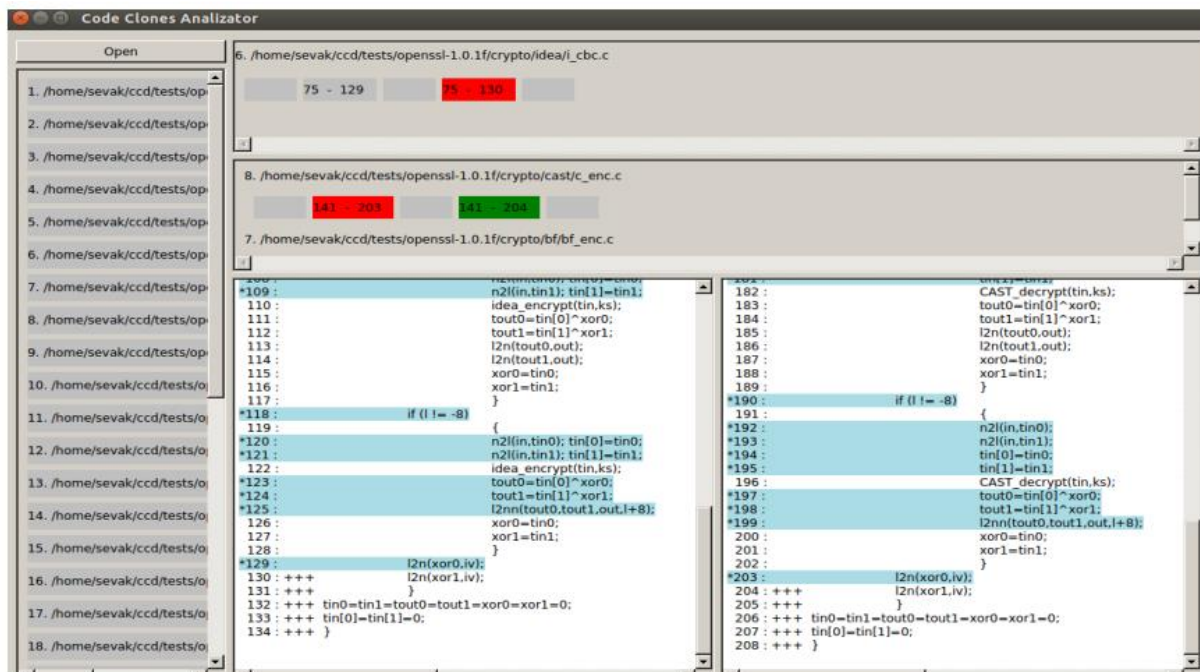 Code Clones Analizator
Open
1. /home/sevak/ccd/tests/op
2. /home/sevak/ccd/tests/op
3. /home/sevak/ccd/tests/op
4. /home/sevak/ccd/tests/op
5. /home/sevak/ccd/tests/op
6. /home/sevak/ccd/tests/op
7. /home/sevak/ccd/tests/op
8. /home/sevak/ccd/tests/op
9. /home/sevak/ccd/tests/op
10. /home/sevak/ccd/tests/o
11. /home/sevak/ccd/tests/o
12. /home/sevak/ccd/tests/o
13. /home/sevak/ccd/tests/o
14. /home/sevak/ccd/tests/o
15. /home/sevak/ccd/tests/o
16. /home/sevak/ccd/tests/o
17. /home/sevak/ccd/tests/o
18. /home/sevak/ccd/tests/o
6. /home/sevak/ccd/tests/openssl-1.0.1f/crypto/idea/i_cbc.c
75 - 129 75 - 130
8. /home/sevak/ccd/tests/openssl-1.0.1f/crypto/cast/c_enc.c
141 - 203 141 - 204
7. /home/sevak/ccd/tests/openssl-1.0.1f/crypto/bf/bf_enc.c
*109 : n2l(in,tin1); tin[1]=tin1;
110 : idea_encrypt(tin,ks);
111 : tout0=tin[0]^xor0;
112 : tout1=tin[1]^xor1;
113 : l2n(tout0,out);
114 : l2n(tout1,out);
115 : xor0=tin0;
116 : xor1=tin1;
117 : }
*118 : if (l != -8)
119 : {
*120 : n2l(in,tin0); tin[0]=tin0;
*121 : n2l(in,tin1); tin[1]=tin1;
122 : idea_encrypt(tin,ks);
*123 : tout0=tin[0]^xor0;
*124 : tout1=tin[1]^xor1;
*125 : l2nn(tout0,tout1,out,l+8);
126 : xor0=tin0;
127 : xor1=tin1;
128 : }
*129 : l2n(xor0,iv);
130 : +++ l2n(xor1,iv);
131 : +++ }
132 : +++ tin0=tin1=tout0=tout1=xor0=xor1=0;
133 : +++ tin[0]=tin[1]=0;
134 : +++ }
182 : CAST_decrypt(tin,ks);
183 : tout0=tin[0]^xor0;
184 : tout1=tin[1]^xor1;
185 : l2n(tout0,out);
186 : l2n(tout1,out);
187 : xor0=tin0;
188 : xor1=tin1;
189 : }
*190 : if (l != -8)
191 : {
*192 : n2l(in,tin0);
*193 : n2l(in,tin1);
*194 : tin[0]=tin0;
*195 : tin[1]=tin1;
196 : CAST_decrypt(tin,ks);
*197 : tout0=tin[0]^xor0;
*198 : tout1=tin[1]^xor1;
*199 : l2nn(tout0,tout1,out,l+8);
200 : xor0=tin0;
201 : xor1=tin1;
202 : }
*203 : l2n(xor0,iv);
204 : +++ l2n(xor1,iv);
205 : +++ }
206 : +++ tin0=tin1=tout0=tout1=xor0=xor1=0;
207 : +++ tin[0]=tin[1]=0;
208 : +++ }